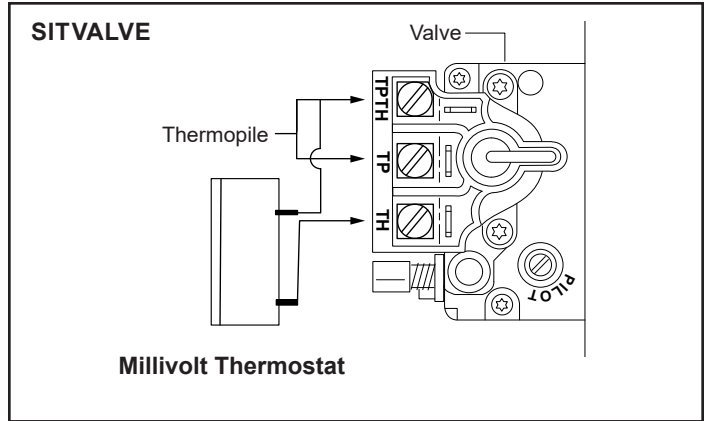 SITVALVE
Valve
TPTH
Thermopile
TP
TH
PILOT
Millivolt Thermostat